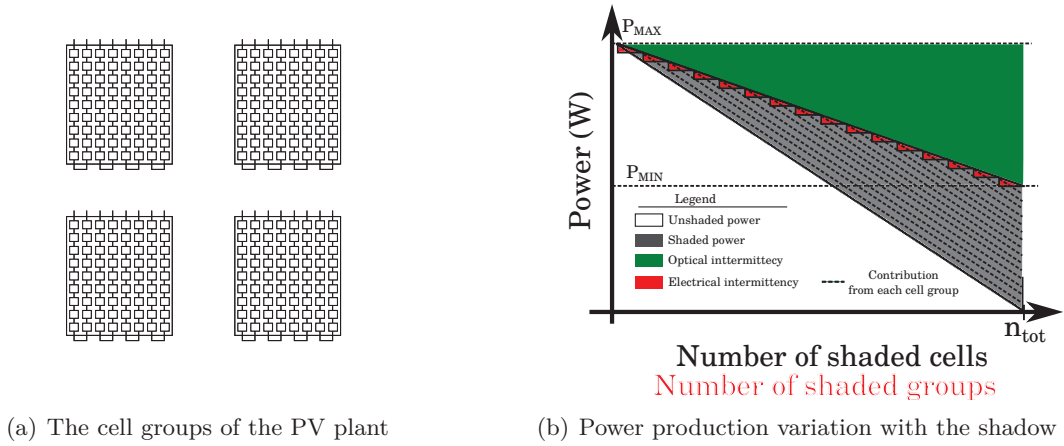 P_MAX
Power (W)
P_MIN
Legend
Unshaded power
Shaded power
Optical inttermittecy
Electrical intermittency
Contribution
from each cell group
n_tot
Number of shaded cells
Number of shaded groups
(a) The cell groups of the PV plant
(b) Power production variation with the shadow